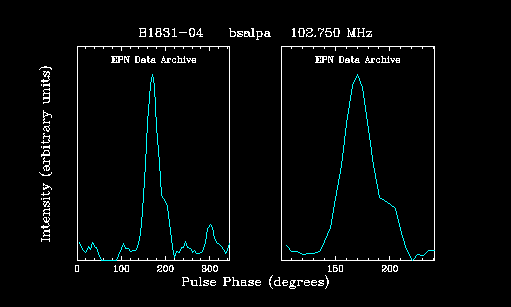 B1831-04 bsalpa 102.750 MHz
EPN Data Archive EPN Data Archive
Intensity (arbitrary units)
0 100 200 300 150 200
Pulse Phase (degrees)